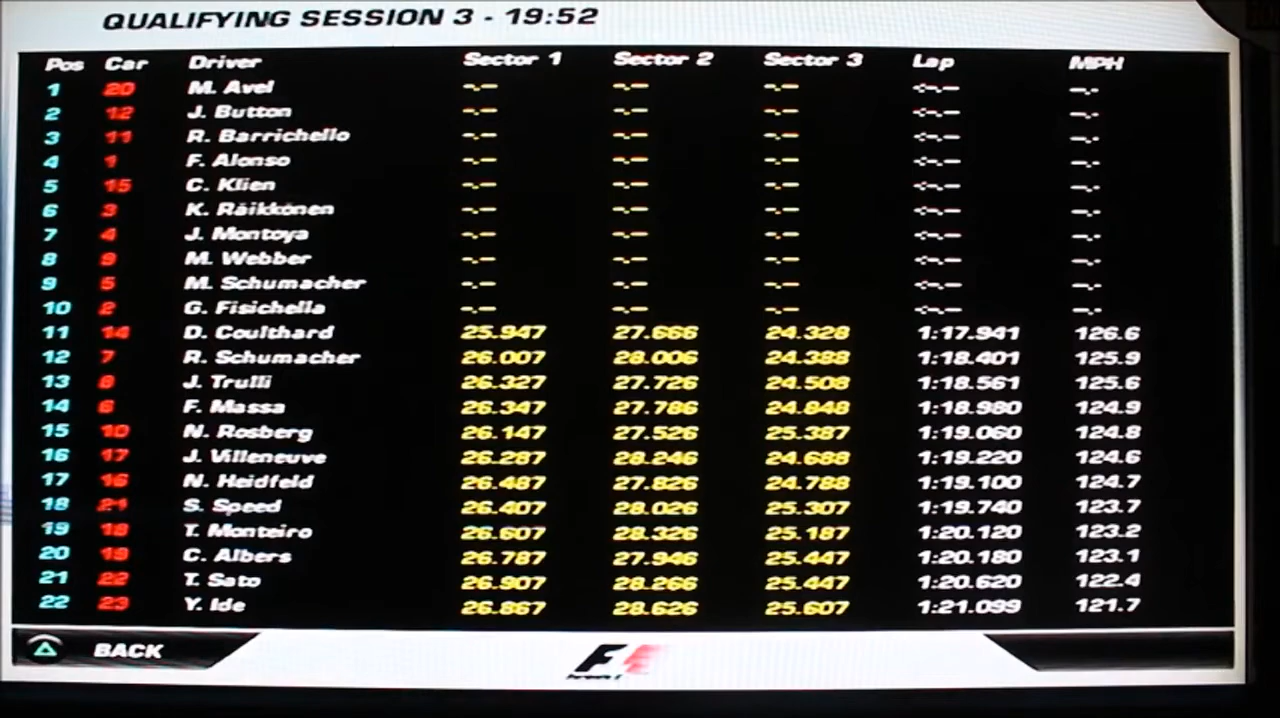 QUALIFYING SESSION 3 - 19:52
Pos Car Driver Sector 1 Sector 2 Sector 3 Lap MPH
1 20 M. Avel -.-- -.-- -.-- -:-.-- --.-
2 12 J. Button -.-- -.-- -.-- -:-.-- --.-
3 11 R. Barrichello -.-- -.-- -.-- -:-.-- --.-
4 1 F. Alonso -.-- -.-- -.-- -:-.-- --.-
5 15 C. Klien -.-- -.-- -.-- -:-.-- --.-
6 3 K. Räikkönen -.-- -.-- -.-- -:-.-- --.-
7 4 J. Montoya -.-- -.-- -.-- -:-.-- --.-
8 9 M. Webber -.-- -.-- -.-- -:-.-- --.-
9 5 M. Schumacher -.-- -.-- -.-- -:-.-- --.-
10 2 G. Fisichella -.-- -.-- -.-- -:-.-- --.-
11 14 D. Coulthard 25.947 27.666 24.328 1:17.941 126.6
12 7 R. Schumacher 26.007 28.006 24.388 1:18.401 125.9
13 8 J. Trulli 26.327 27.726 24.508 1:18.561 125.6
14 6 F. Massa 26.347 27.786 24.848 1:18.980 124.9
15 10 N. Rosberg 26.147 27.526 25.387 1:19.060 124.8
16 17 J. Villeneuve 26.287 28.246 24.688 1:19.220 124.6
17 16 N. Heidfeld 26.487 27.826 24.788 1:19.100 124.7
18 21 S. Speed 26.407 28.026 25.307 1:19.740 123.7
19 18 T. Monteiro 26.607 28.326 25.187 1:20.120 123.2
20 19 C. Albers 26.787 27.946 25.447 1:20.180 123.1
21 22 T. Sato 26.907 28.266 25.447 1:20.620 122.4
22 23 Y. Ide 26.867 28.626 25.607 1:21.099 121.7
BACK
F1